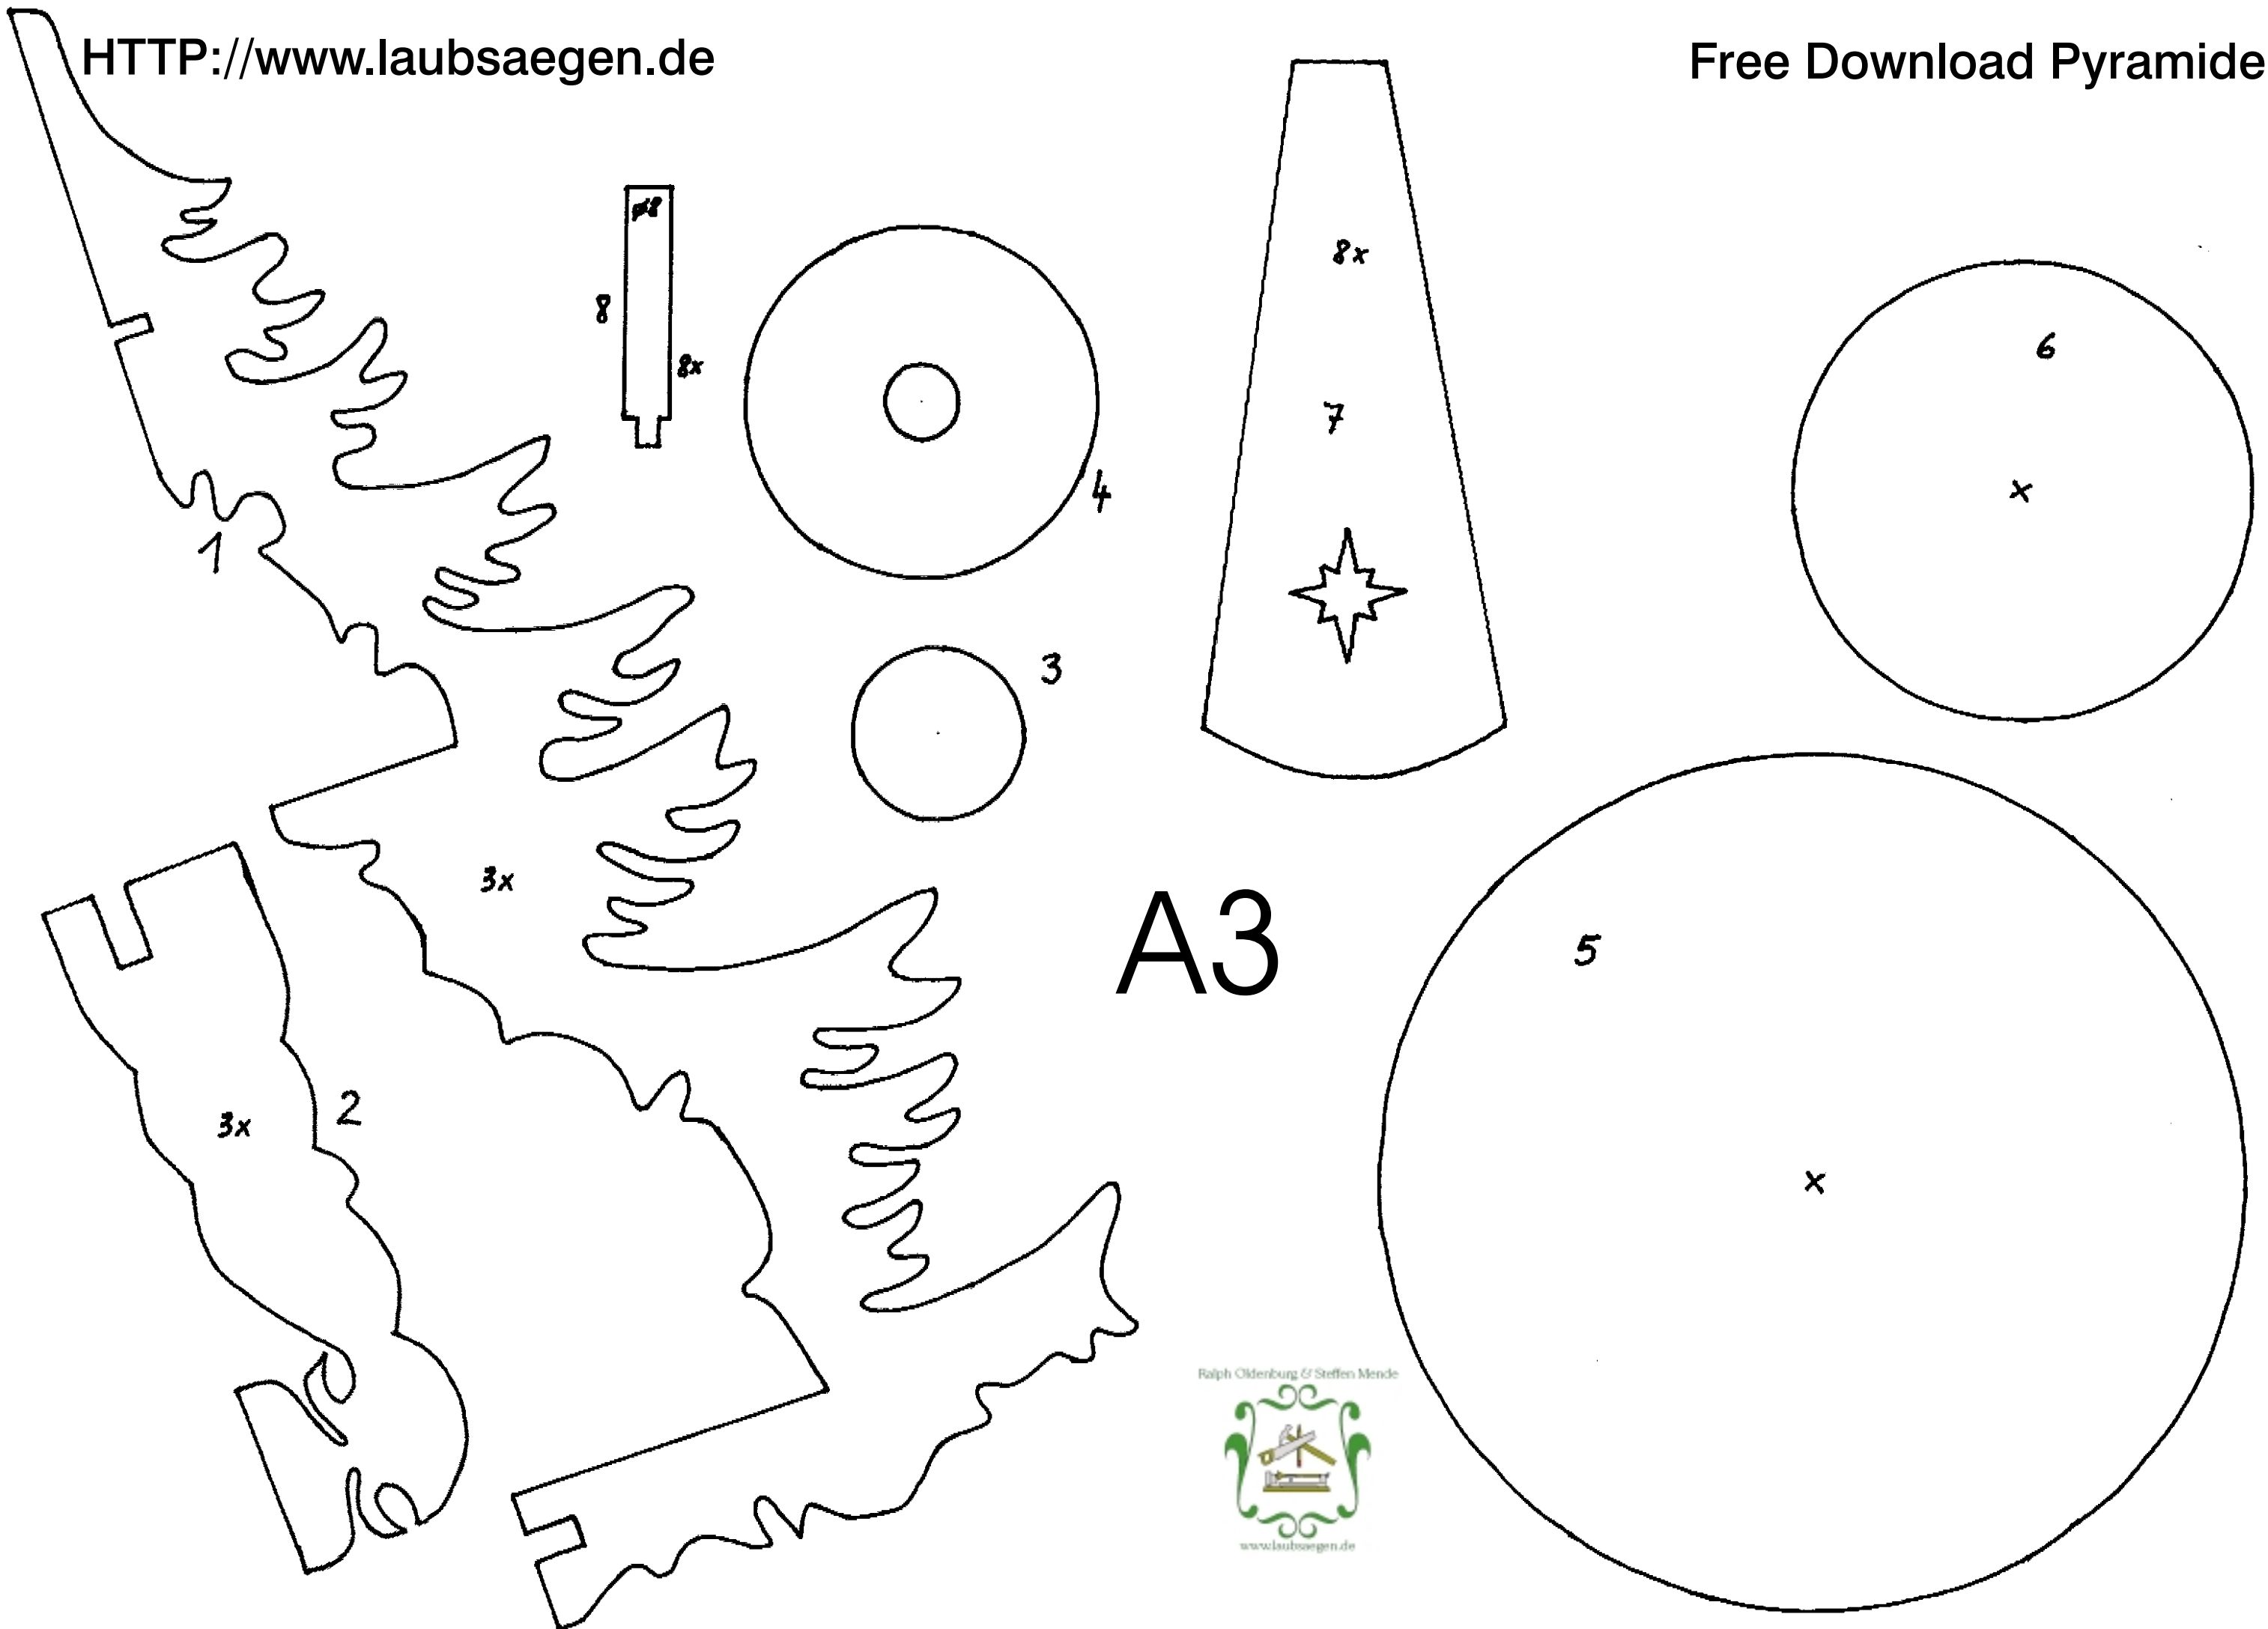 HTTP://www.laubsaegen.de
Free Download Pyramide
ø8
8
8x
4
8x
7
6
1
3
3x
A3
5
3x
2
x
x
Ralph Oldenburg & Steffen Mende
www.laubsaegen.de